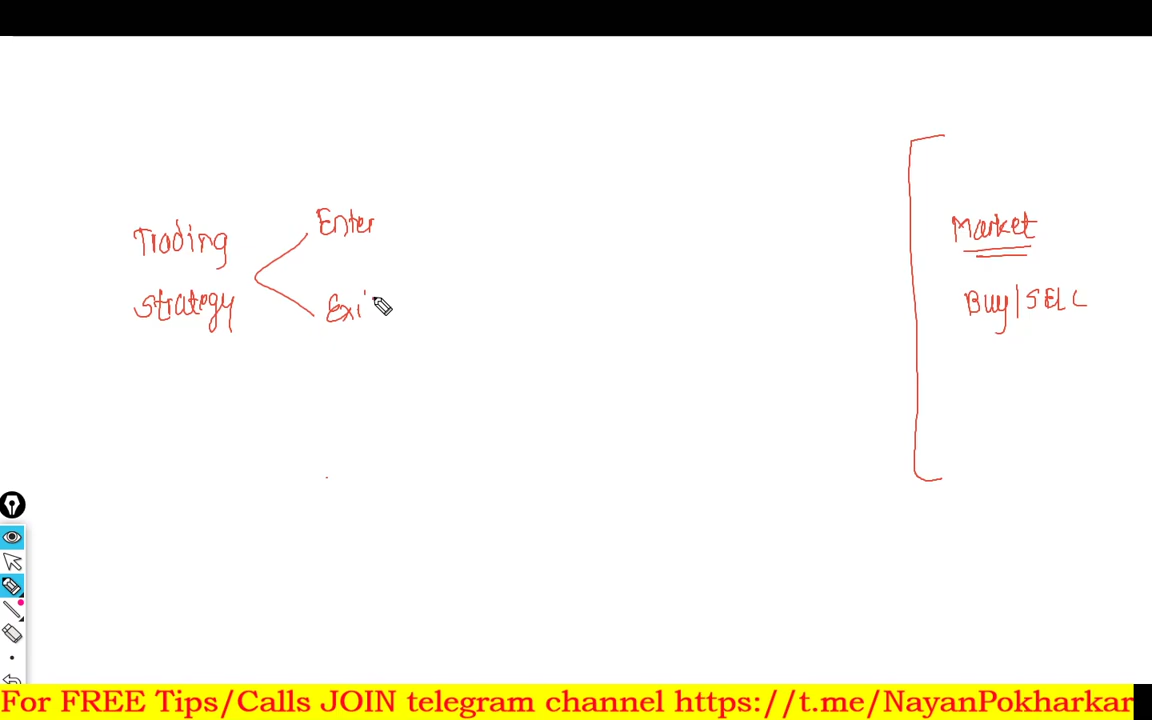 Trading
strategy
Enter
Exi
Market
Buy/SELL
For FREE Tips/Calls JOIN telegram channel https://t.me/NayanPokharkar